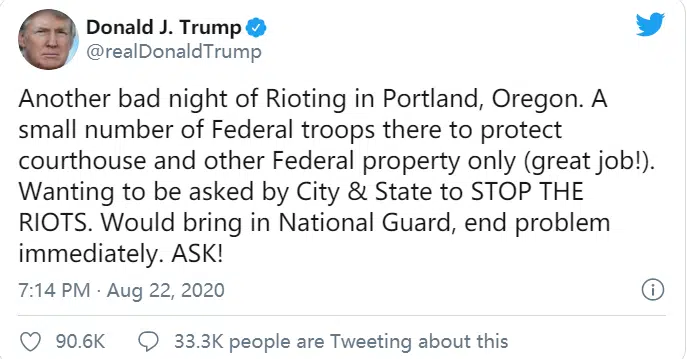 Donald J. Trump
@realDonaldTrump
Another bad night of Rioting in Portland, Oregon. A
small number of Federal troops there to protect
courthouse and other Federal property only (great job!).
Wanting to be asked by City & State to STOP THE
RIOTS. Would bring in National Guard, end problem
immediately. ASK!
7:14 PM · Aug 22, 2020
90.6K 33.3K people are Tweeting about this